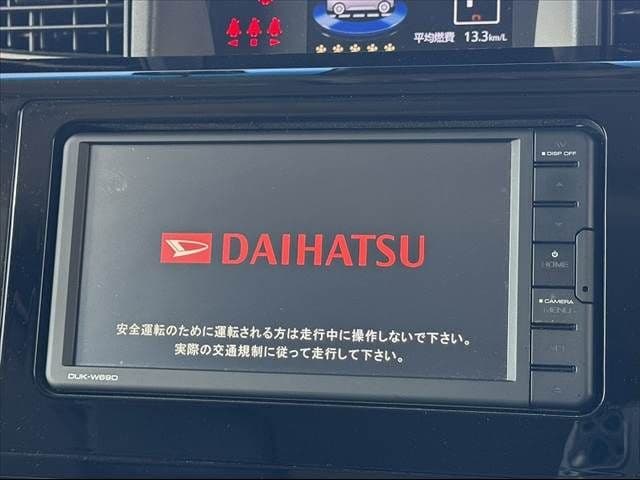 平均燃費 13.3km/L
DISP OFF
DAIHATSU
HOME
CAMERA
MENU
安全運転のために運転される方は走行中に操作しないで下さい。
実際の交通規制に従って走行して下さい。
DUK-W69D